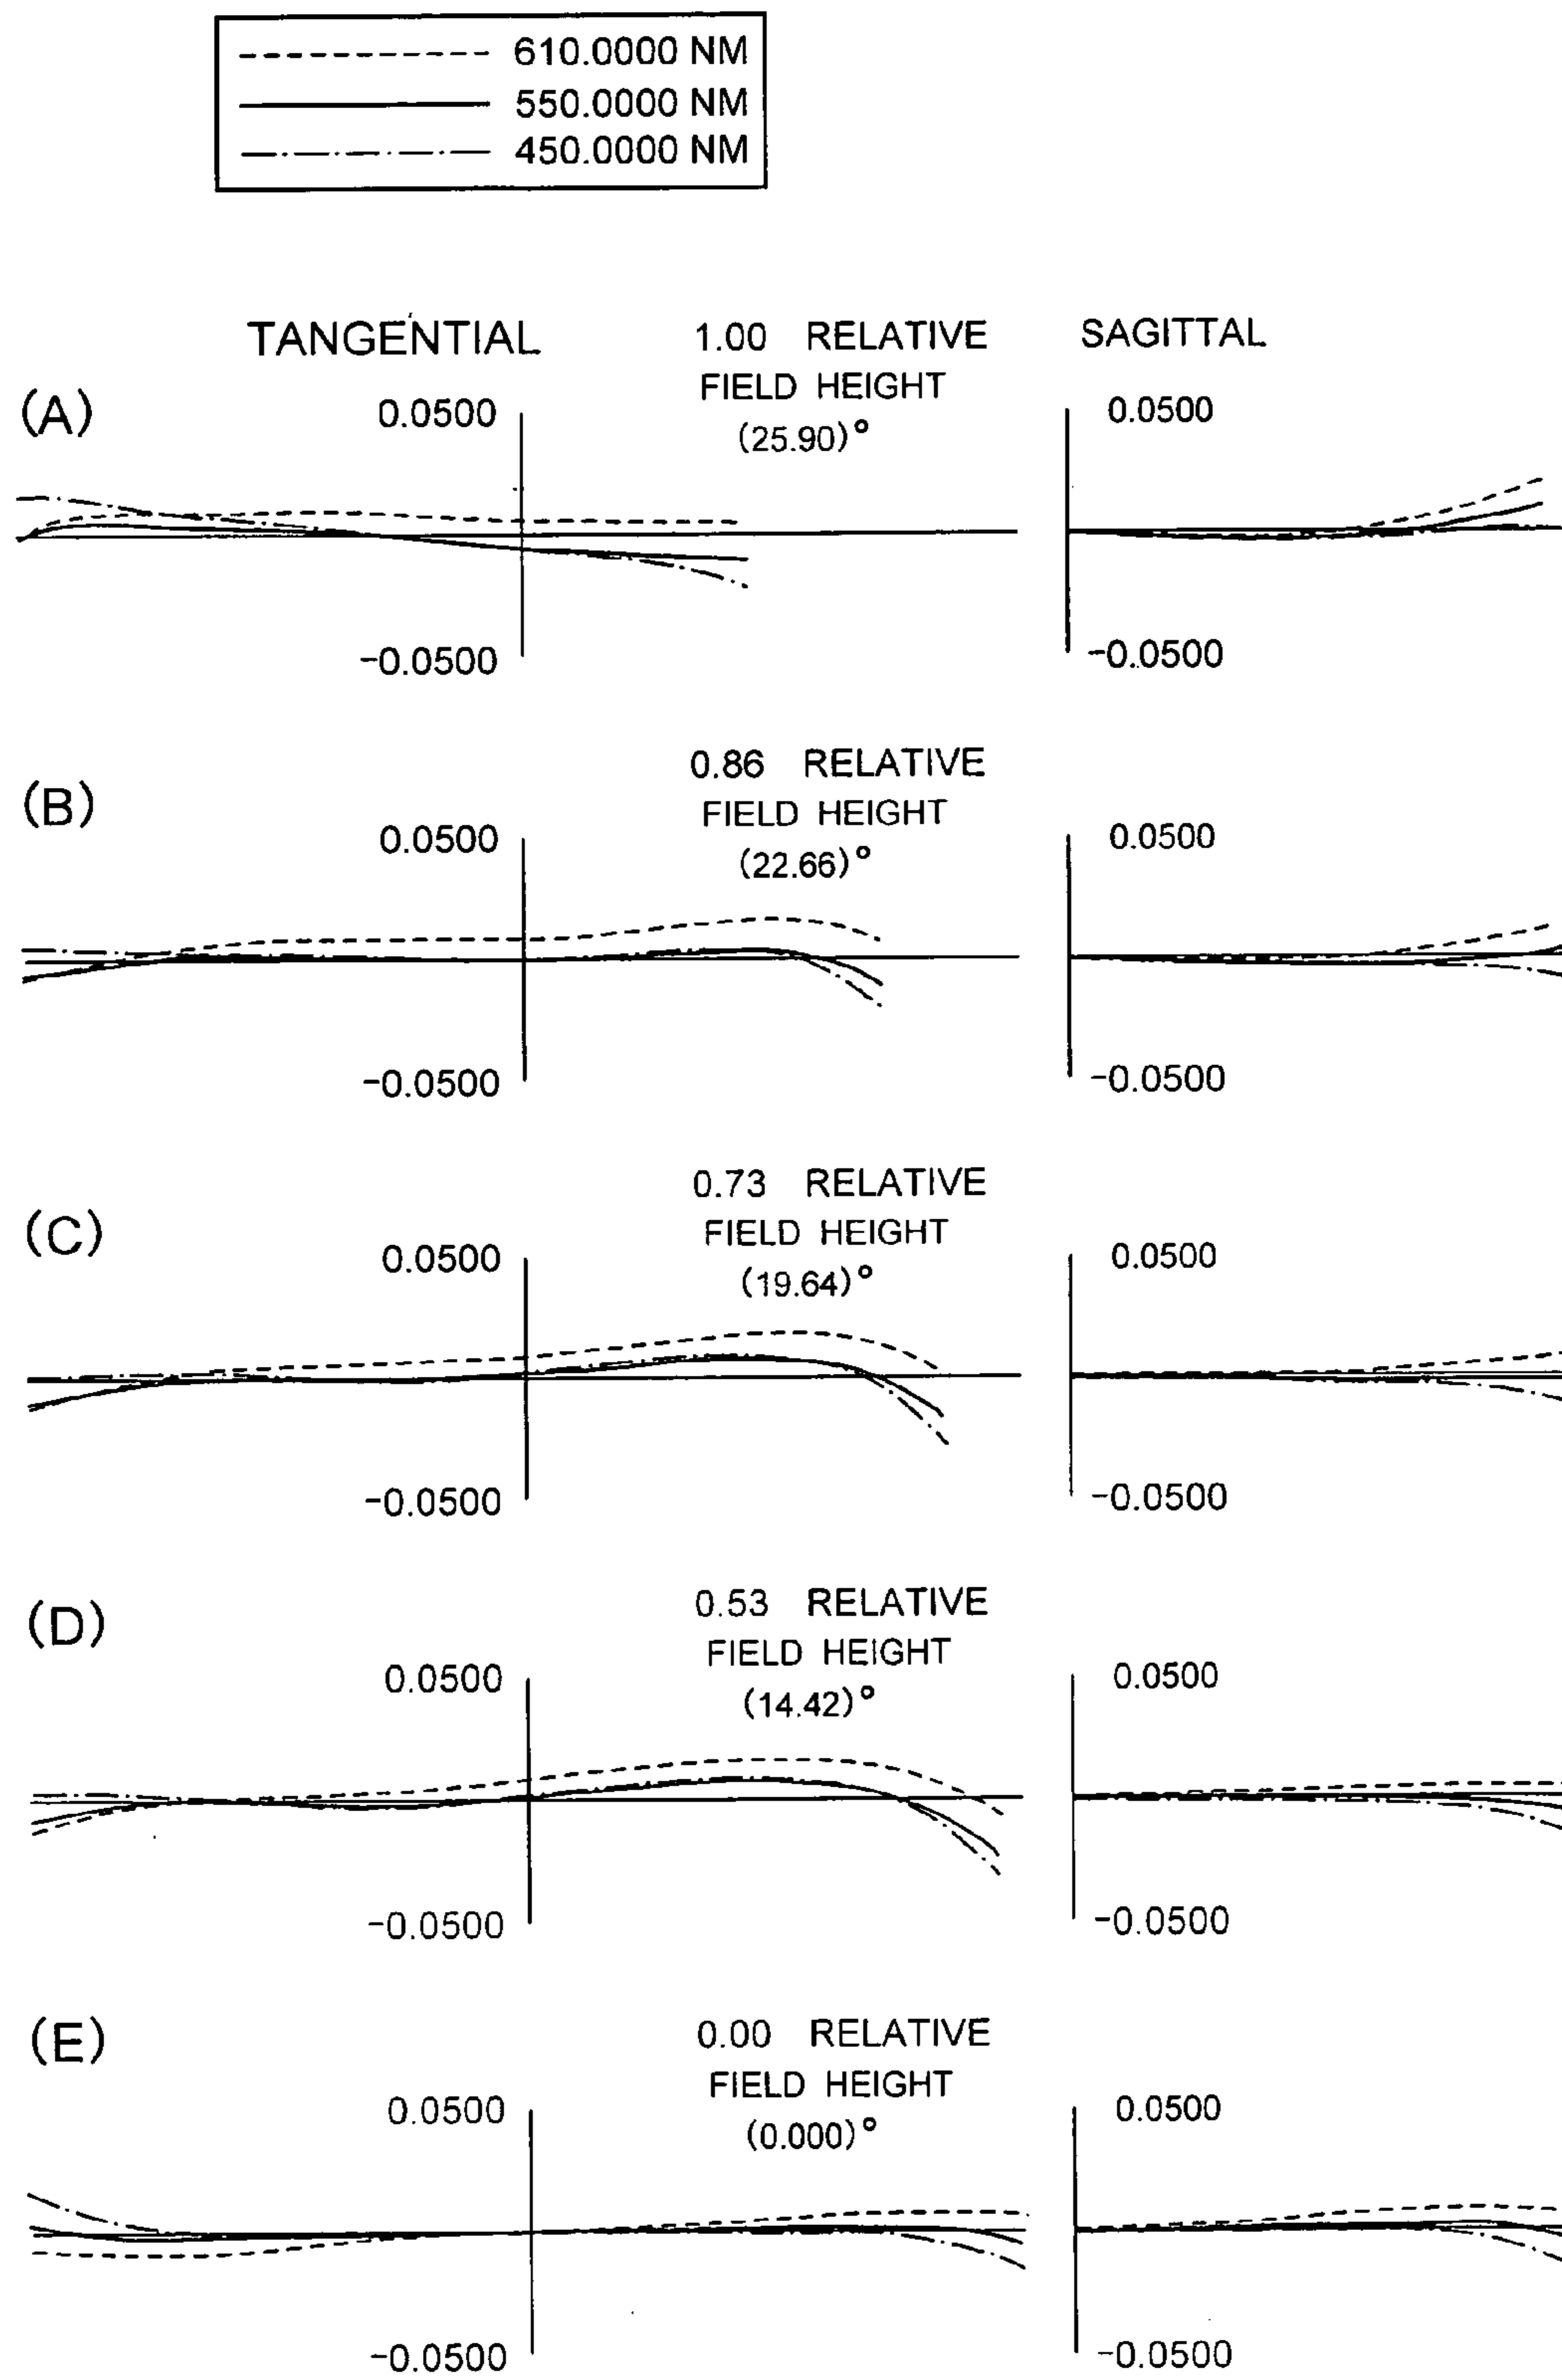 610.0000 NM
550.0000 NM
450.0000 NM
TANGENTIAL
1.00 RELATIVE
FIELD HEIGHT
(25.90)°
SAGITTAL
(A)
0.0500
0.0500
-0.0500
-0.0500
0.86 RELATIVE
FIELD HEIGHT
(22.66)°
(B)
0.0500
0.0500
-0.0500
-0.0500
0.73 RELATIVE
FIELD HEIGHT
(19.64)°
(C)
0.0500
0.0500
-0.0500
-0.0500
0.53 RELATIVE
FIELD HEIGHT
(14.42)°
(D)
0.0500
0.0500
-0.0500
-0.0500
0.00 RELATIVE
FIELD HEIGHT
(0.000)°
(E)
0.0500
0.0500
-0.0500
-0.0500